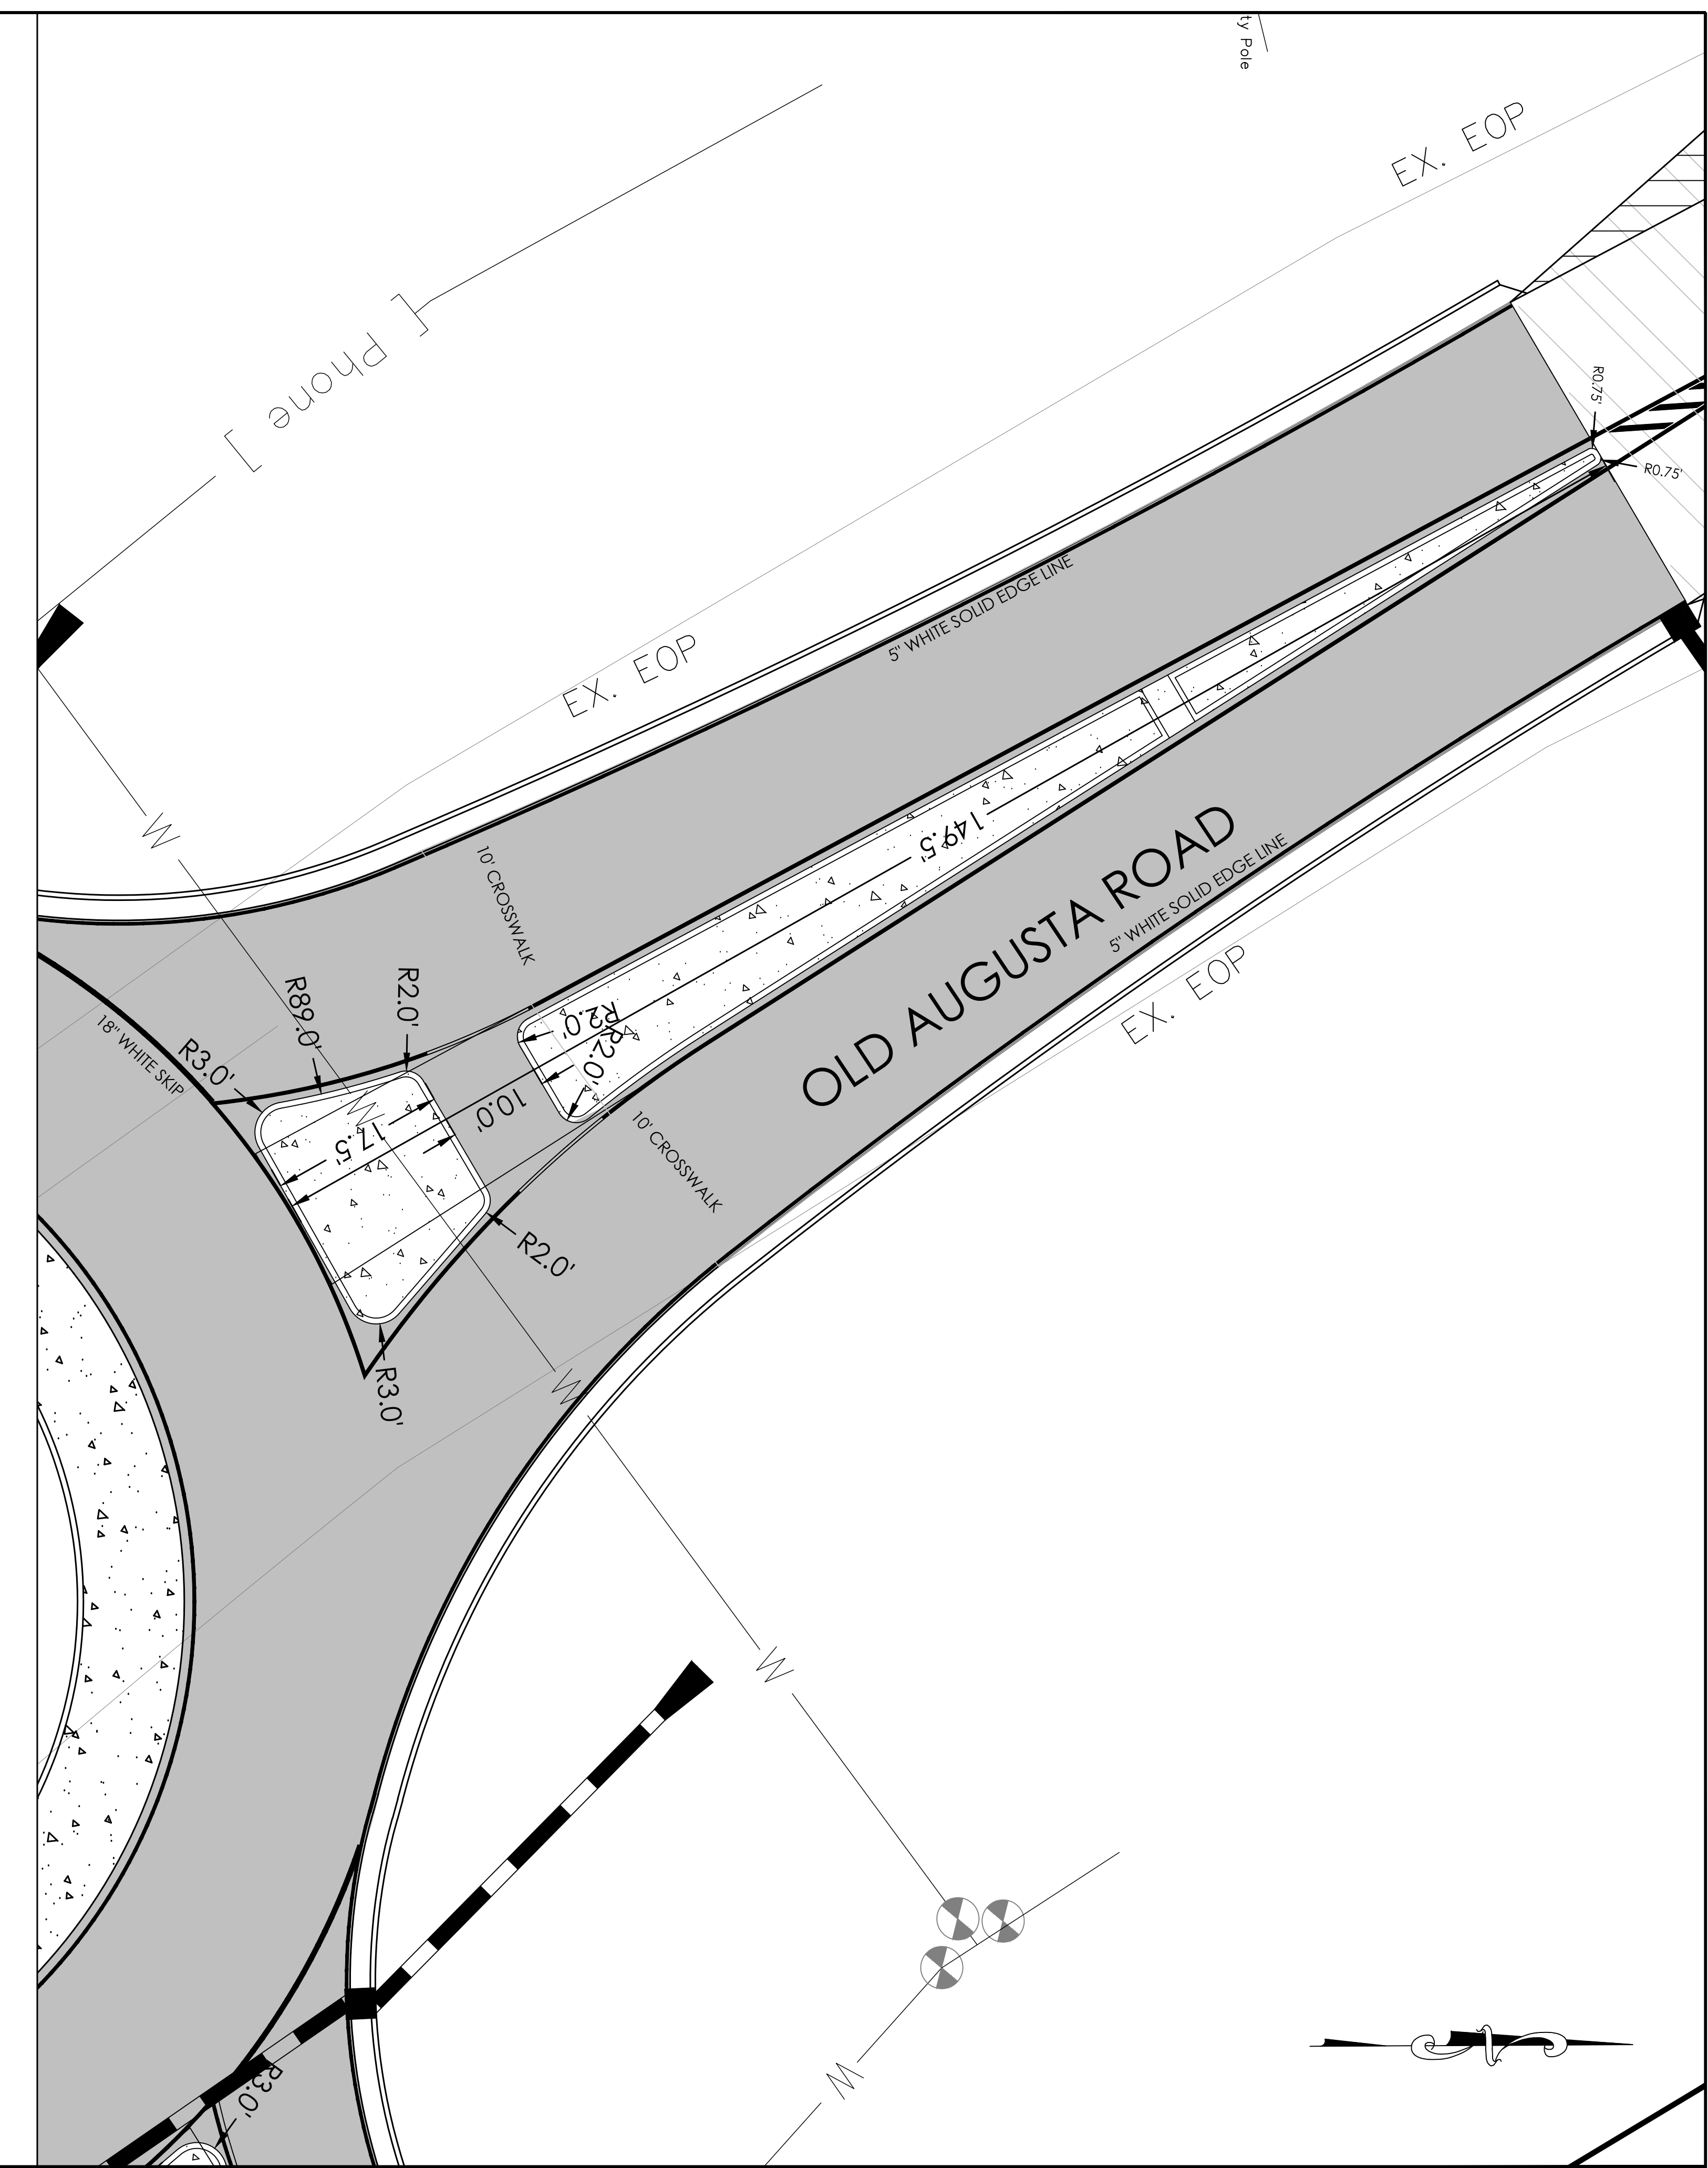 ty Pole
EX. EOP
[ Phone ]
R0.75'
R0.75'
5" WHITE SOLID EDGE LINE
EX. EOP
W
149.5'
OLD AUGUSTA ROAD
5" WHITE SOLID EDGE LINE
10' CROSSWALK
EX. EOP
R89.0'
R2.0'
R2.0'
R2.0'
18" WHITE SKIP
R3.0'
W
17.5'
10.0'
10' CROSSWALK
R2.0'
R3.0'
W
W
W
R3.0'
N